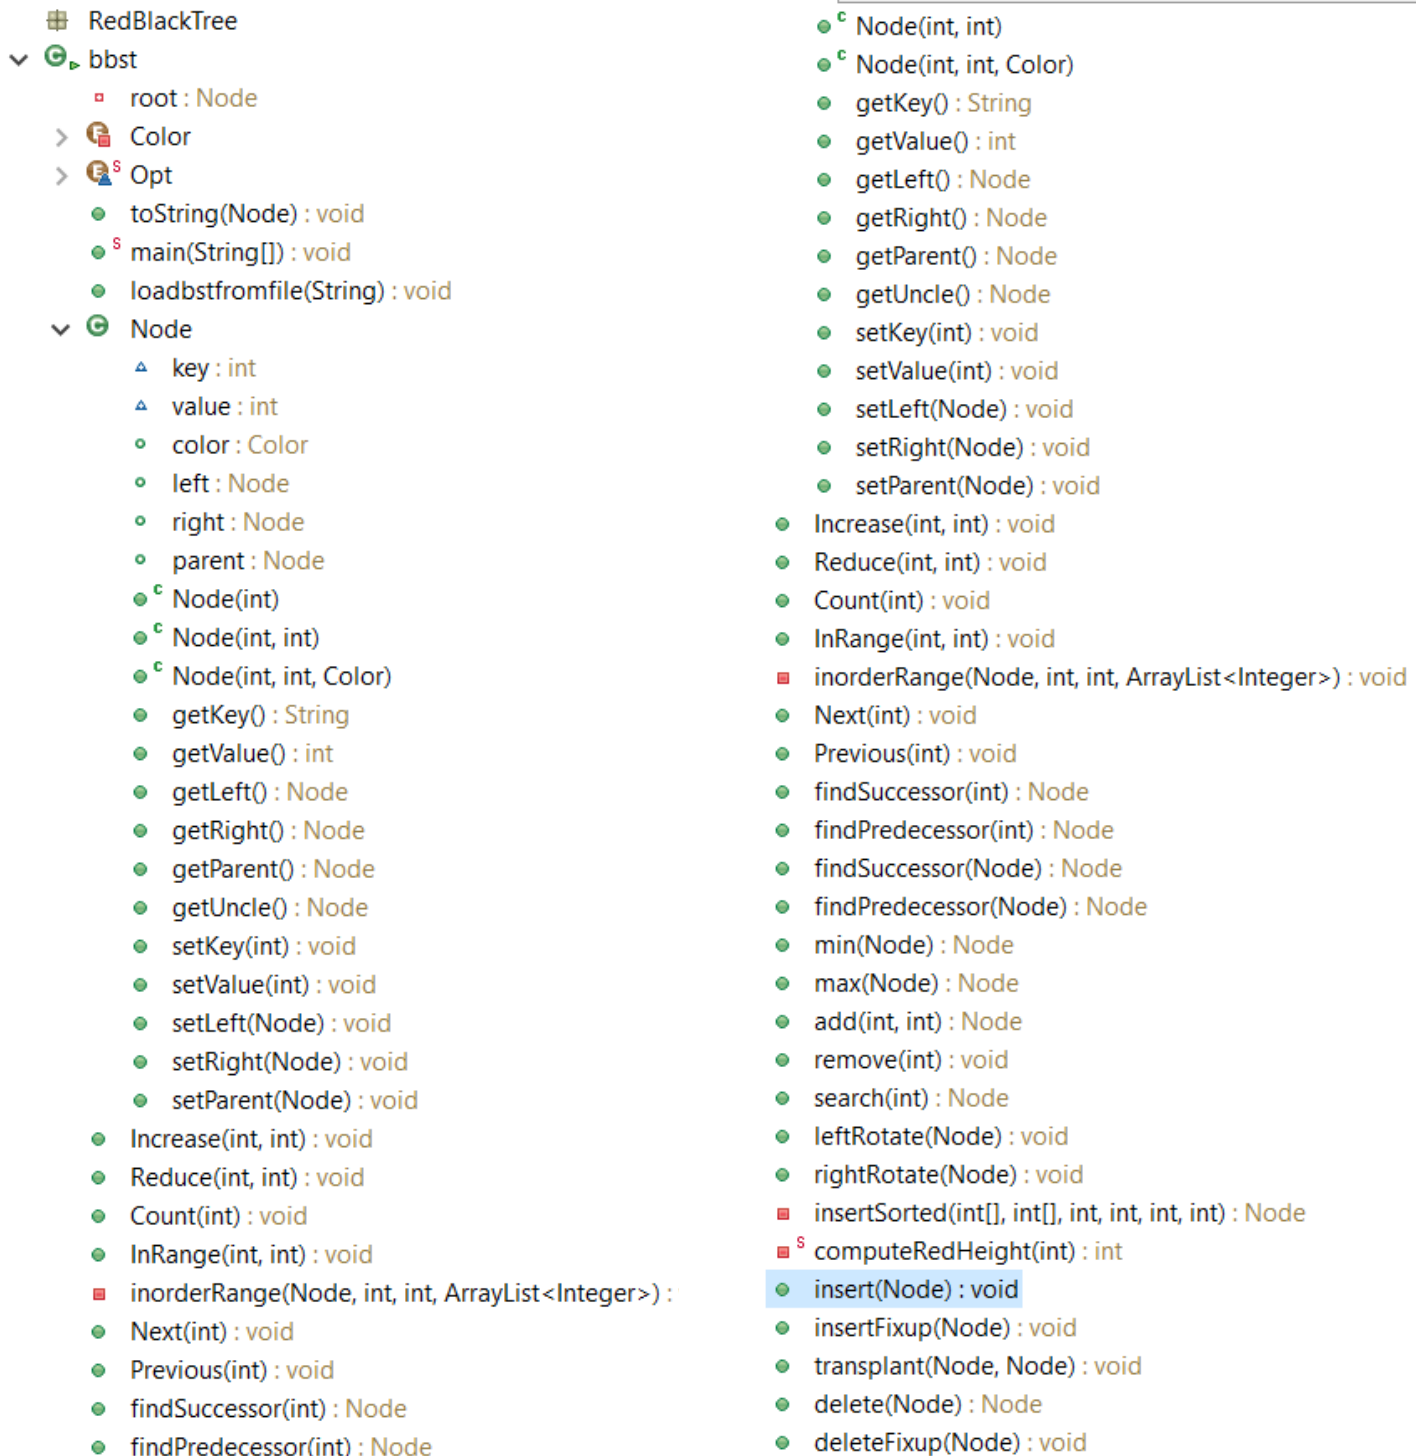 RedBlackTree
bbst
root : Node
Color
S Opt
toString(Node) : void
S main(String[]) : void
loadbstfromfile(String) : void
Node
key : int
value : int
color : Color
left : Node
right : Node
parent : Node
c Node(int)
c Node(int, int)
c Node(int, int, Color)
getKey() : String
getValue() : int
getLeft() : Node
getRight() : Node
getParent() : Node
getUncle() : Node
setKey(int) : void
setValue(int) : void
setLeft(Node) : void
setRight(Node) : void
setParent(Node) : void
Increase(int, int) : void
Reduce(int, int) : void
Count(int) : void
InRange(int, int) : void
inorderRange(Node, int, int, ArrayList<Integer>) :
Next(int) : void
Previous(int) : void
findSuccessor(int) : Node
findPredecessor(int) : Node
c Node(int, int)
c Node(int, int, Color)
getKey() : String
getValue() : int
getLeft() : Node
getRight() : Node
getParent() : Node
getUncle() : Node
setKey(int) : void
setValue(int) : void
setLeft(Node) : void
setRight(Node) : void
setParent(Node) : void
Increase(int, int) : void
Reduce(int, int) : void
Count(int) : void
InRange(int, int) : void
inorderRange(Node, int, int, ArrayList<Integer>) : void
Next(int) : void
Previous(int) : void
findSuccessor(int) : Node
findPredecessor(int) : Node
findSuccessor(Node) : Node
findPredecessor(Node) : Node
min(Node) : Node
max(Node) : Node
add(int, int) : Node
remove(int) : void
search(int) : Node
leftRotate(Node) : void
rightRotate(Node) : void
insertSorted(int[], int[], int, int, int, int) : Node
S computeRedHeight(int) : int
insert(Node) : void
insertFixup(Node) : void
transplant(Node, Node) : void
delete(Node) : Node
deleteFixup(Node) : void